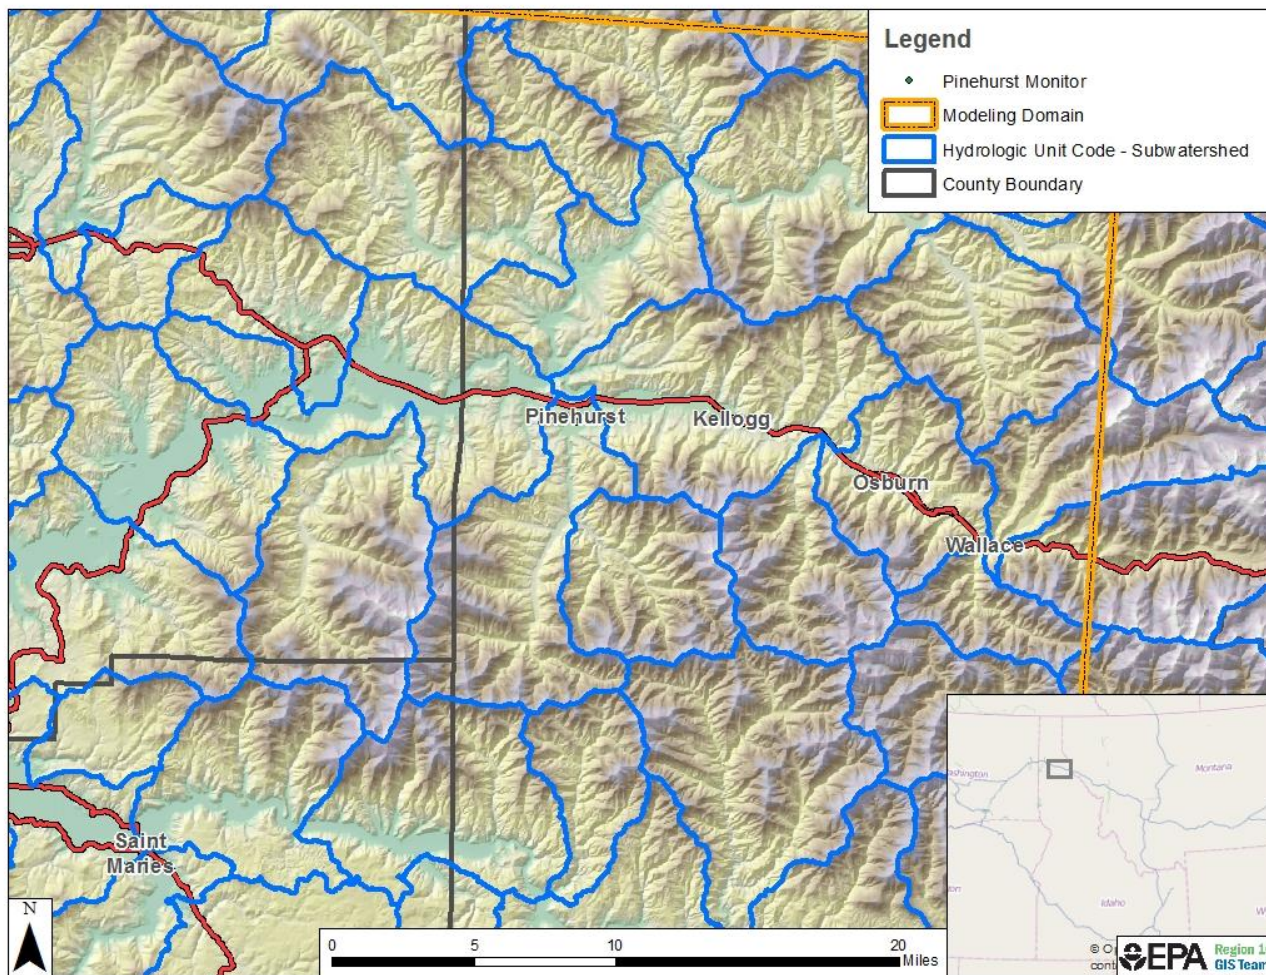 Legend
Pinehurst Monitor
Modeling Domain
Hydrologic Unit Code - Subwatershed
County Boundary
Pinehurst
Kellogg
Osburn
Wallace
Saint
Maries
N
0 5 10 20
Miles
Montana
Idaho
EPA
Region 1
GIS Team